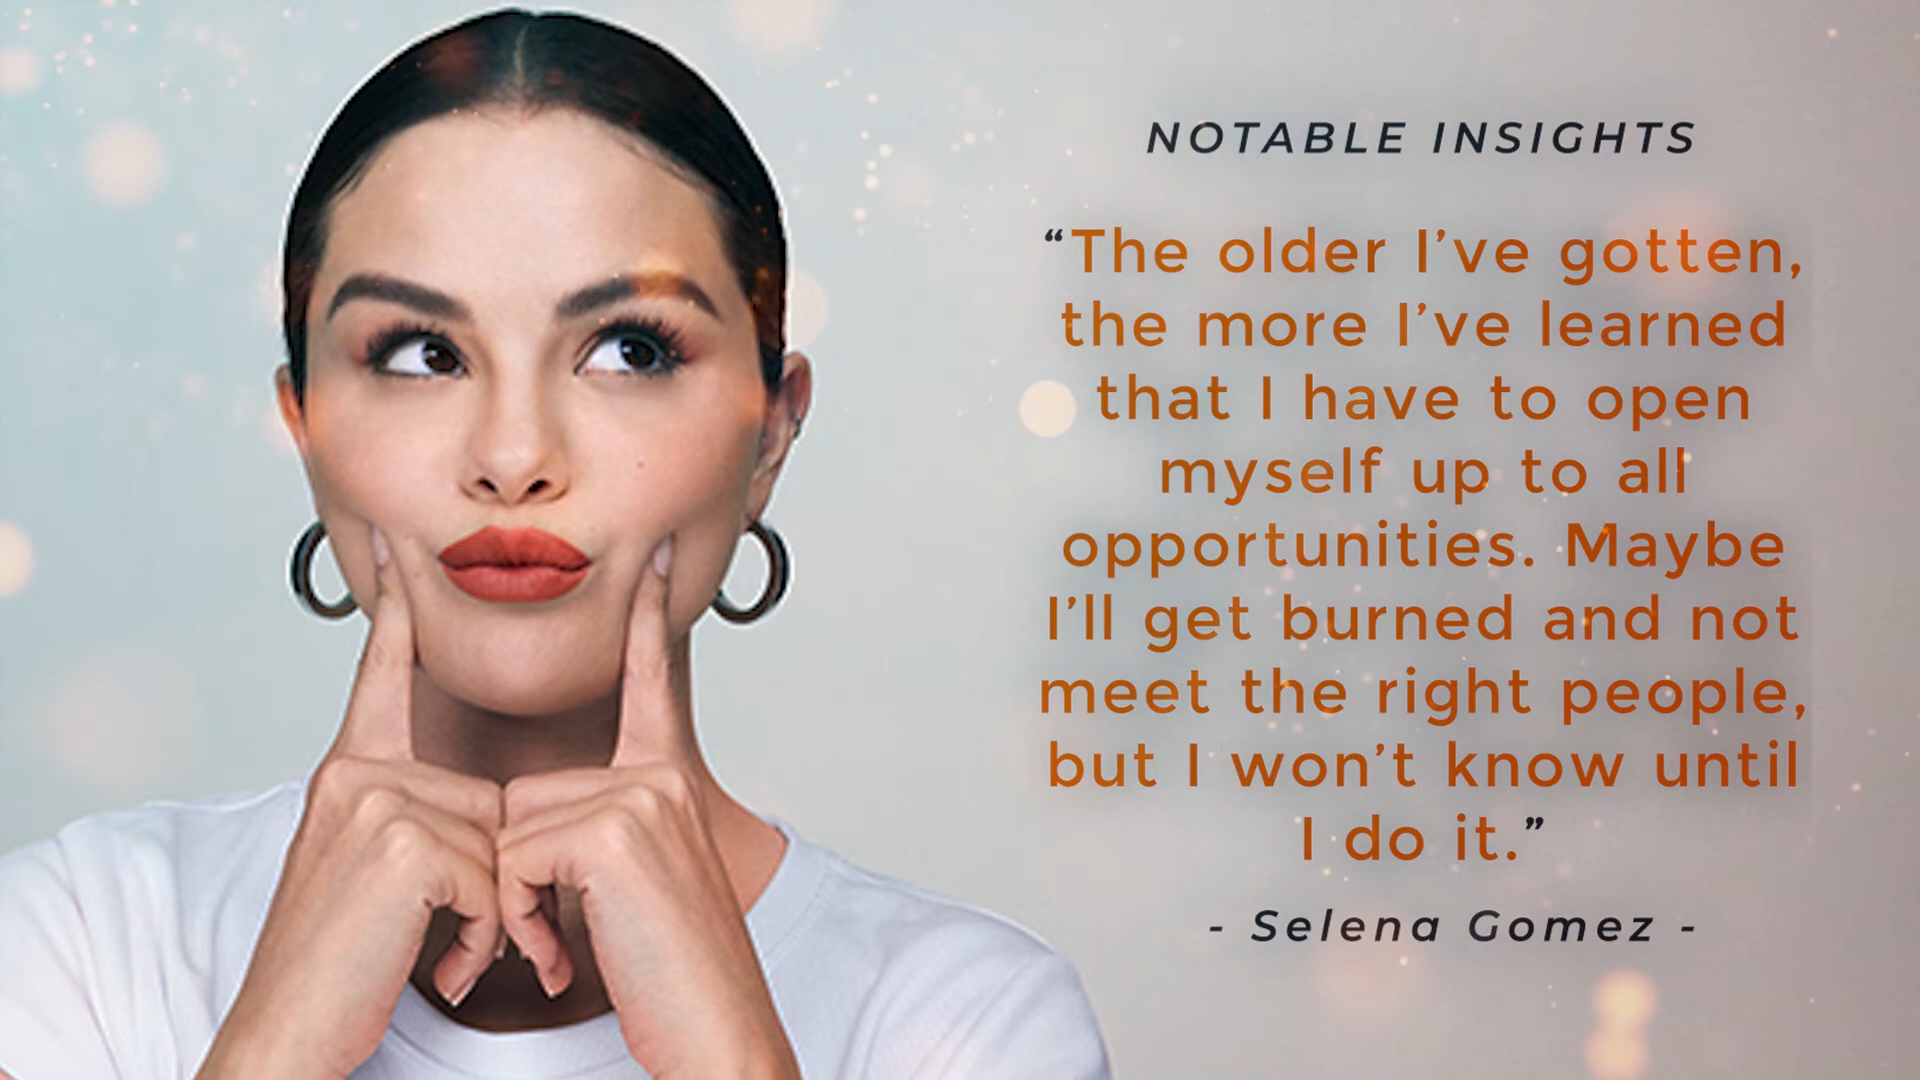 NOTABLE INSIGHTS
“The older I’ve gotten,
the more I’ve learned
that I have to open
myself up to all
opportunities. Maybe
I’ll get burned and not
meet the right people,
but I won’t know until
I do it.”
- Selena Gomez -